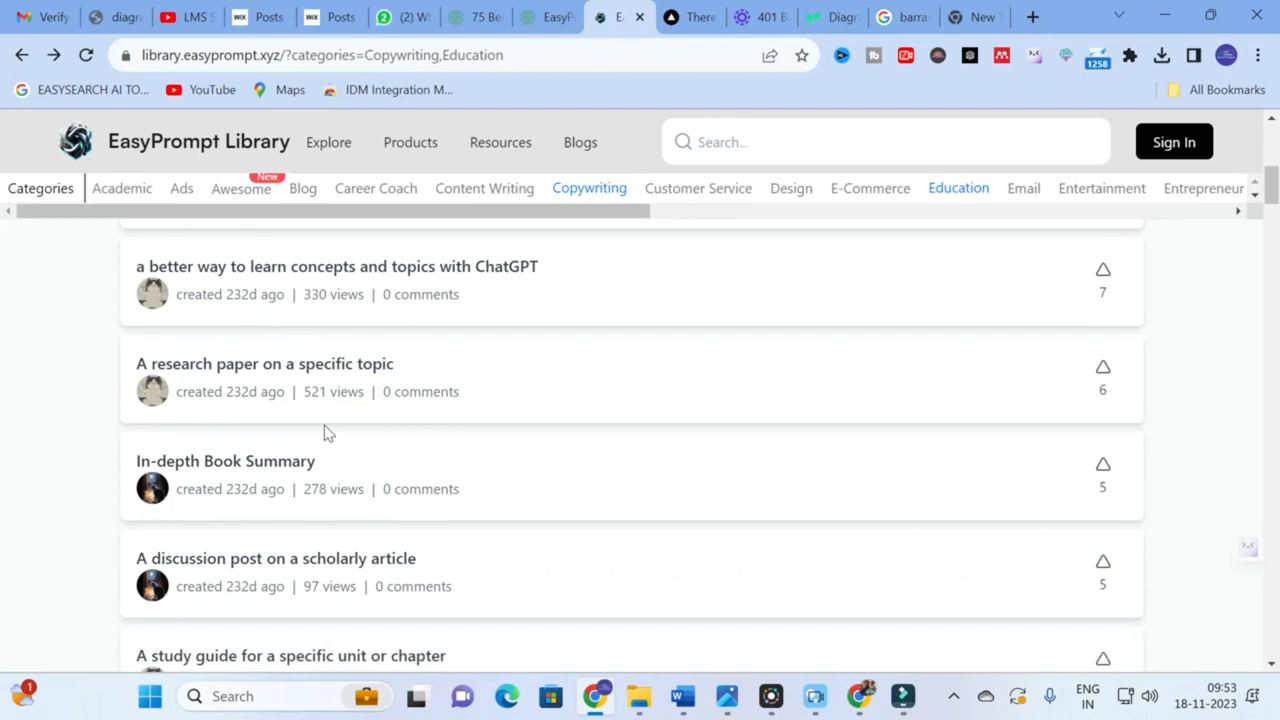 Verify
diagra
LMS S
WIX Posts
WIX Posts
(2) W
75 Be
EasyP
E
There
401 B
Diagn
barra
New T
library.easyprompt.xyz/?categories=Copywriting,Education
1258
EASYSEARCH AI TO...
YouTube
Maps
IDM Integration M...
All Bookmarks
EasyPrompt Library
Explore
Products
Resources
Blogs
Search...
Sign In
New
Categories
Academic
Ads
Awesome
Blog
Career Coach
Content Writing
Copywriting
Customer Service
Design
E-Commerce
Education
Email
Entertainment
Entrepreneur
a better way to learn concepts and topics with ChatGPT
created 232d ago | 330 views | 0 comments
7
A research paper on a specific topic
created 232d ago | 521 views | 0 comments
6
In-depth Book Summary
created 232d ago | 278 views | 0 comments
5
A discussion post on a scholarly article
created 232d ago | 97 views | 0 comments
5
A study guide for a specific unit or chapter
1
Search
ENG
IN
09:53
18-11-2023